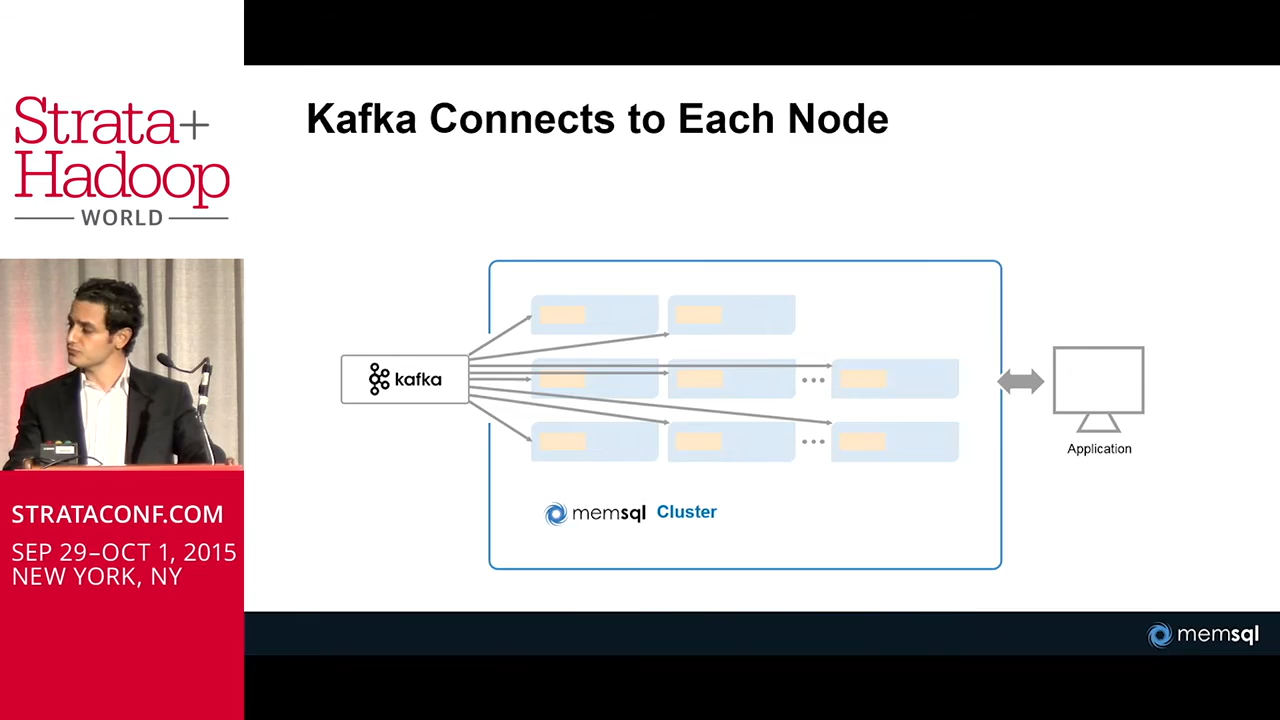 Strata+
Hadoop
WORLD
STRATACONF.COM
SEP 29–OCT 1, 2015
NEW YORK, NY
Kafka Connects to Each Node
kafka
memsql Cluster
Application
memsql